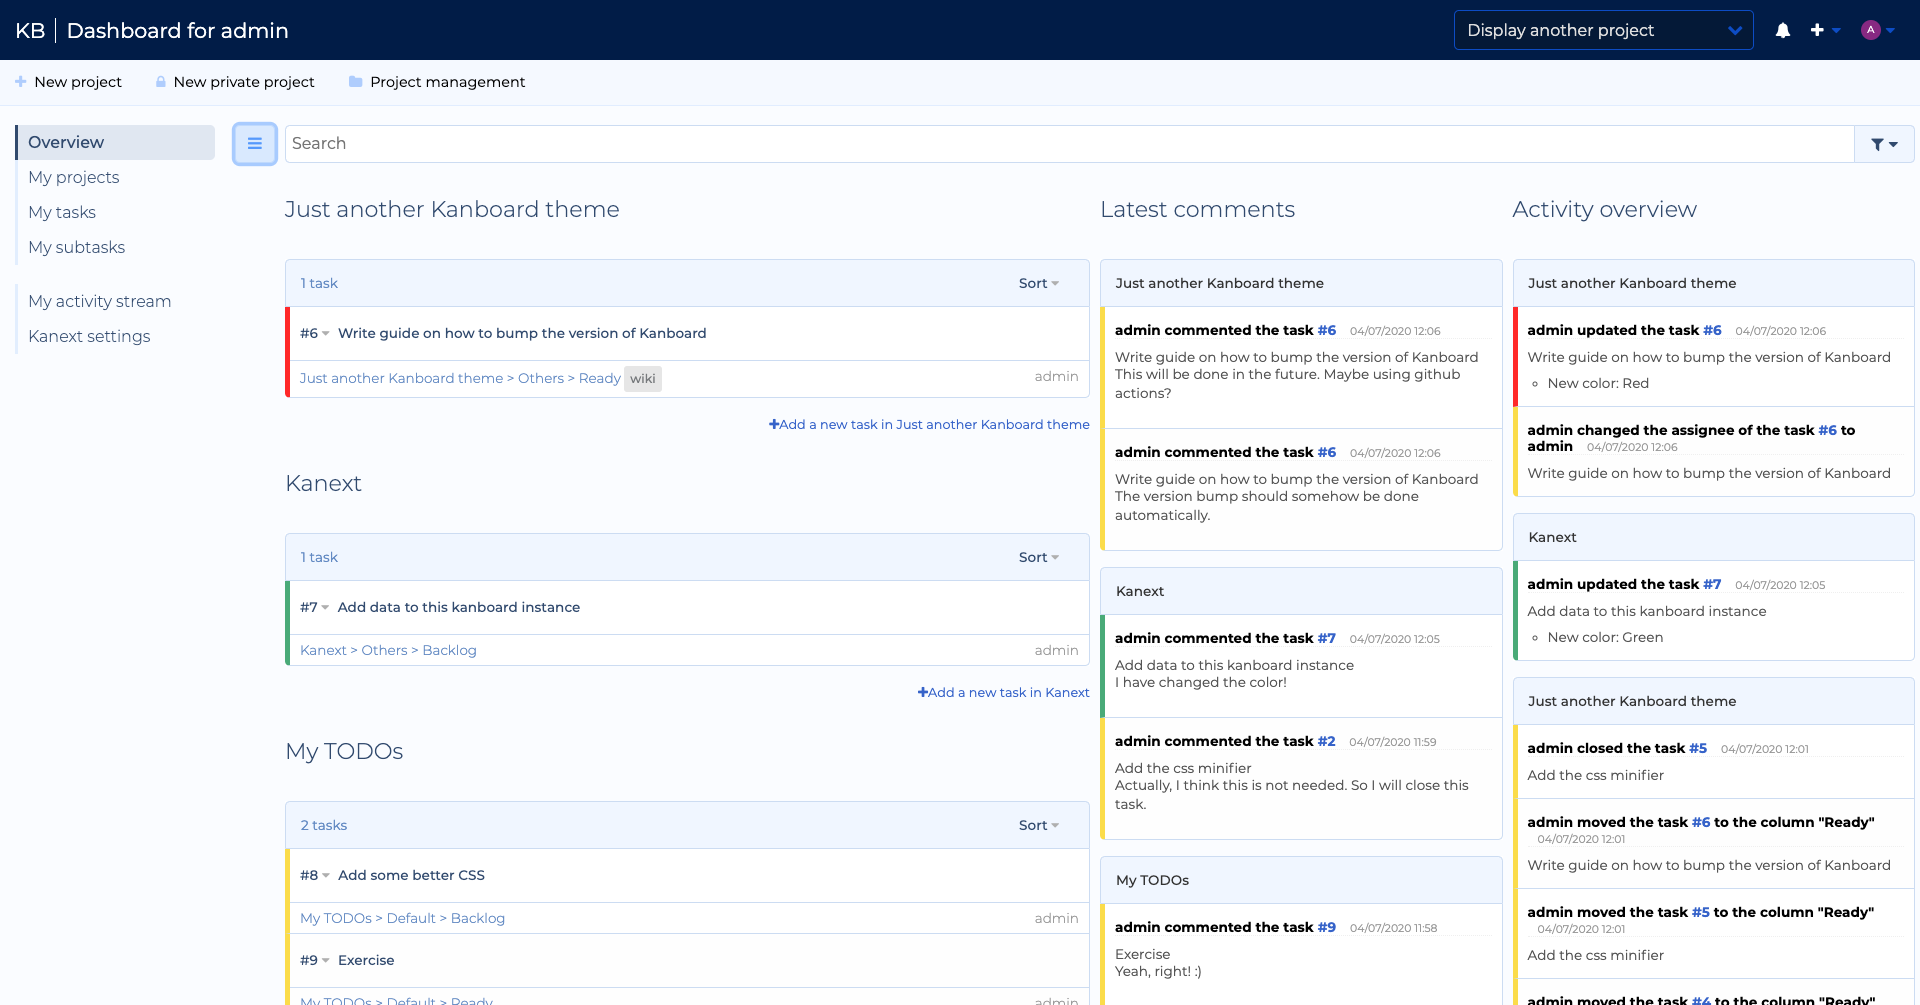 KB Dashboard for admin
Display another project
A
New project
New private project
Project management
Overview
My projects
My tasks
My subtasks
My activity stream
Kanext settings
Search
Just another Kanboard theme
1 task
Sort
#6 Write guide on how to bump the version of Kanboard
Just another Kanboard theme > Others > Ready wiki
admin
Add a new task in Just another Kanboard theme
Kanext
1 task
Sort
#7 Add data to this kanboard instance
Kanext > Others > Backlog
admin
Add a new task in Kanext
My TODOs
2 tasks
Sort
#8 Add some better CSS
My TODOs > Default > Backlog
admin
#9 Exercise
My TODOs > Default > Ready
admin
Latest comments
Just another Kanboard theme
admin commented the task #6 04/07/2020 12:06
Write guide on how to bump the version of Kanboard
This will be done in the future. Maybe using github
actions?
admin commented the task #6 04/07/2020 12:06
Write guide on how to bump the version of Kanboard
The version bump should somehow be done
automatically.
Kanext
admin commented the task #7 04/07/2020 12:05
Add data to this kanboard instance
I have changed the color!
admin commented the task #2 04/07/2020 11:59
Add the css minifier
Actually, I think this is not needed. So I will close this
task.
My TODOs
admin commented the task #9 04/07/2020 11:58
Exercise
Yeah, right! :)
Activity overview
Just another Kanboard theme
admin updated the task #6 04/07/2020 12:06
Write guide on how to bump the version of Kanboard
New color: Red
admin changed the assignee of the task #6 to
admin 04/07/2020 12:06
Write guide on how to bump the version of Kanboard
Kanext
admin updated the task #7 04/07/2020 12:05
Add data to this kanboard instance
New color: Green
Just another Kanboard theme
admin closed the task #5 04/07/2020 12:01
Add the css minifier
admin moved the task #6 to the column "Ready"
04/07/2020 12:01
Write guide on how to bump the version of Kanboard
admin moved the task #5 to the column "Ready"
04/07/2020 12:01
Add the css minifier
admin moved the task #4 to the column "Ready"